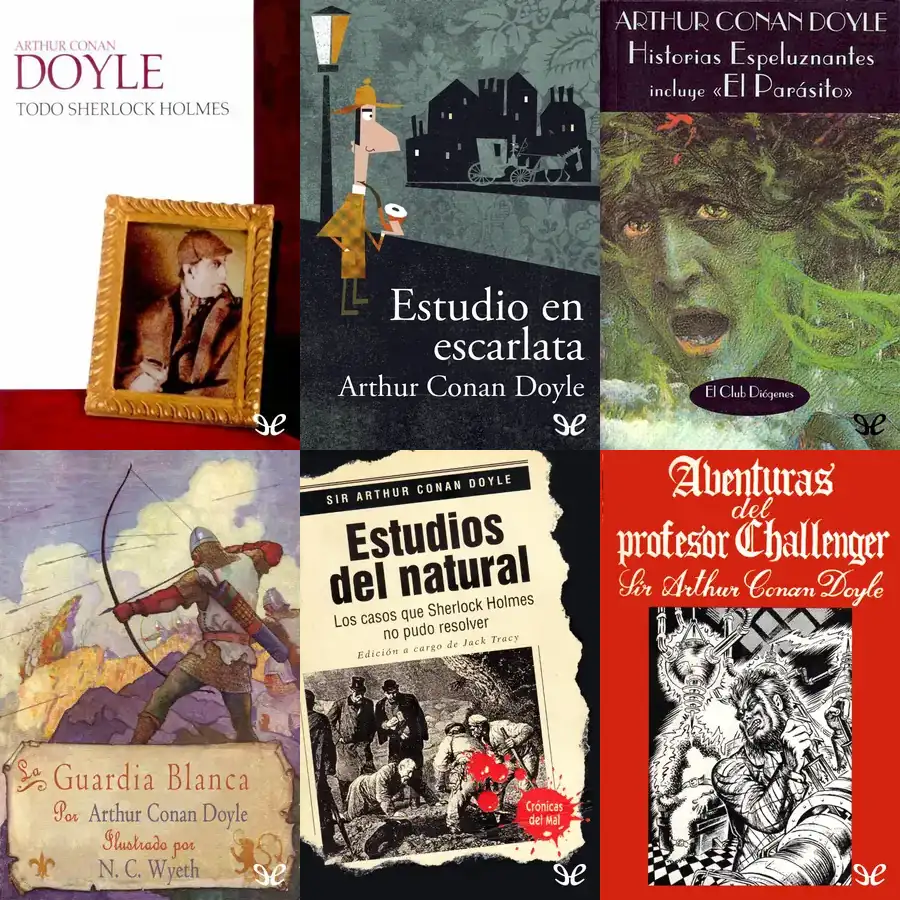 ARTHUR CONAN
DOYLE
TODO SHERLOCK HOLMES
Estudio en
escarlata
Arthur Conan Doyle
ARTHUR CONAN DOYLE
Historias Espeluznantes
incluye «El Parásito»
El Club Diógenes
La
Guardia Blanca
Por Arthur Conan Doyle
Ilustrado por
N. C. Wyeth
SIR ARTHUR CONAN DOYLE
Estudios
del natural
Los casos que Sherlock Holmes
no pudo resolver
Edición a cargo de Jack Tracy
Crónicas
del Mal
Aventuras
del
profesor Challenger
Sir Arthur Conan Doyle